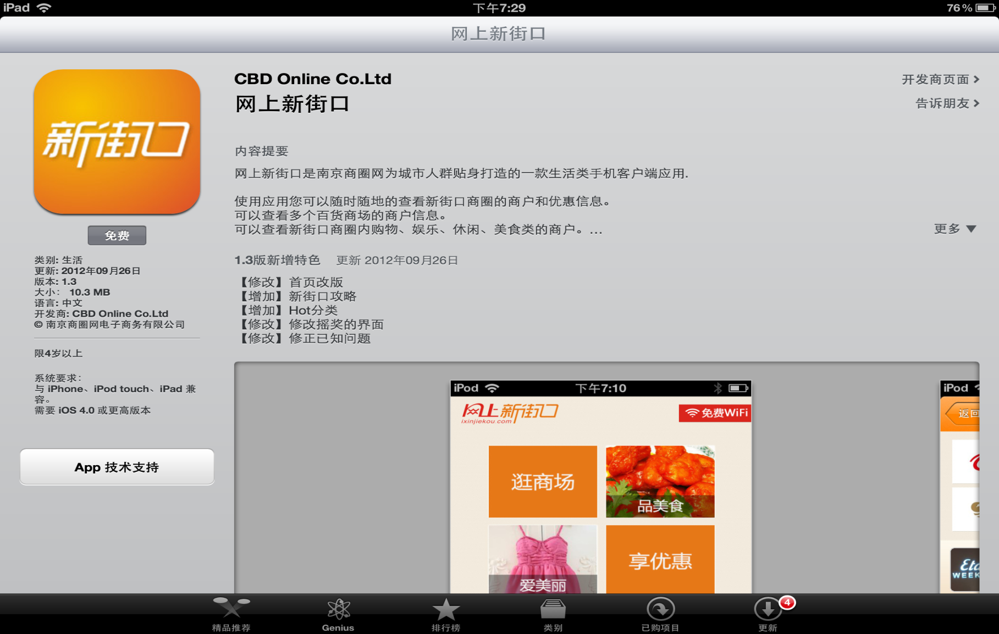 iPad
下午7:29
76%
网上新街口
新街口
CBD Online Co.Ltd
网上新街口
开发商页面
告诉朋友
免费
类别: 生活
更新: 2012年09月26日
版本: 1.3
大小: 10.3 MB
语言: 中文
开发商: CBD Online Co.Ltd
© 南京商圈网电子商务有限公司
限4岁以上
系统要求:
与 iPhone、iPod touch、iPad 兼
容。
需要 iOS 4.0 或更高版本
App 技术支持
内容提要
网上新街口是南京商圈网为城市人群贴身打造的一款生活类手机客户端应用.
使用应用您可以随时随地的查看新街口商圈的商户和优惠信息。
可以查看多个百货商场的商户信息。
可以查看新街口商圈内购物、娱乐、休闲、美食类的商户。...
更多
1.3版新增特色 更新 2012年09月26日
【修改】首页改版
【增加】新街口攻略
【增加】Hot分类
【修改】修改摇奖的界面
【修改】修正已知问题
iPod
下午7:10
网上新街口
ixinjiekou.com
免费WiFi
逛商场
品美食
爱美丽
享优惠
iPod
返回
WEEK
精品推荐
Genius
排行榜
类别
已购项目
更新
4